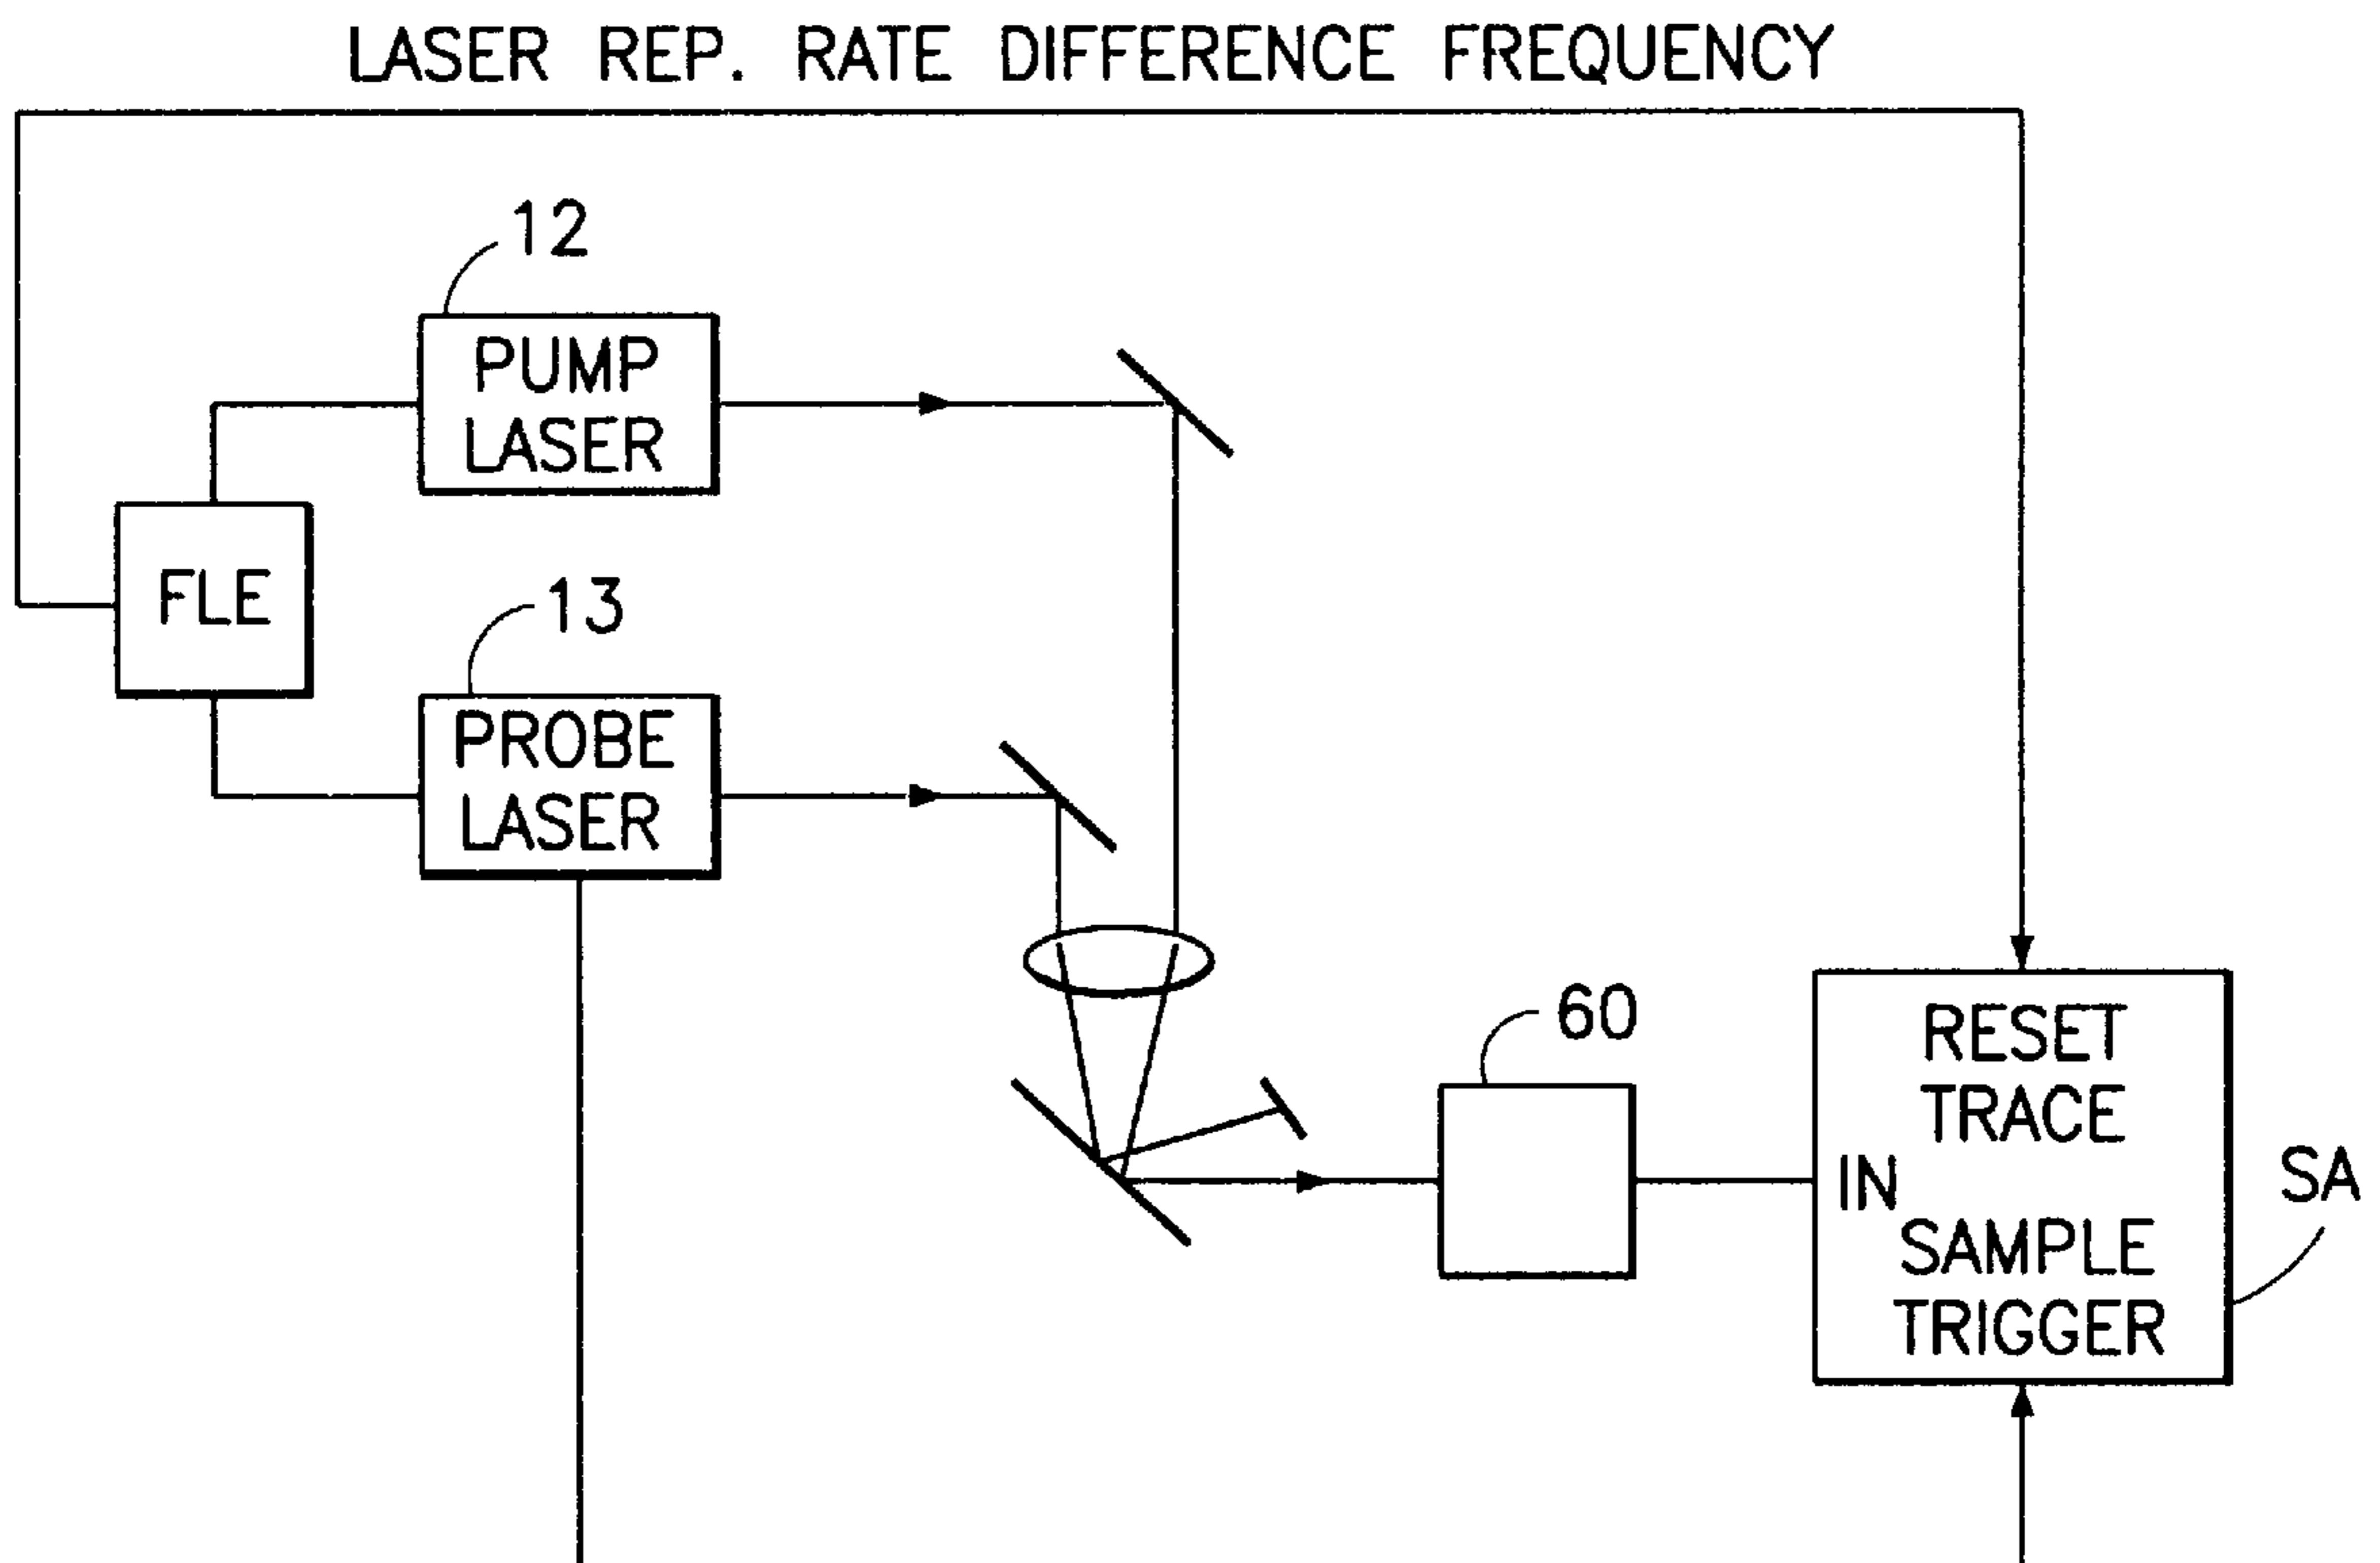 LASER REP. RATE DIFFERENCE FREQUENCY
12
PUMP
LASER
FLE
13
PROBE
LASER
60
RESET
TRACE
IN
SA
SAMPLE
TRIGGER